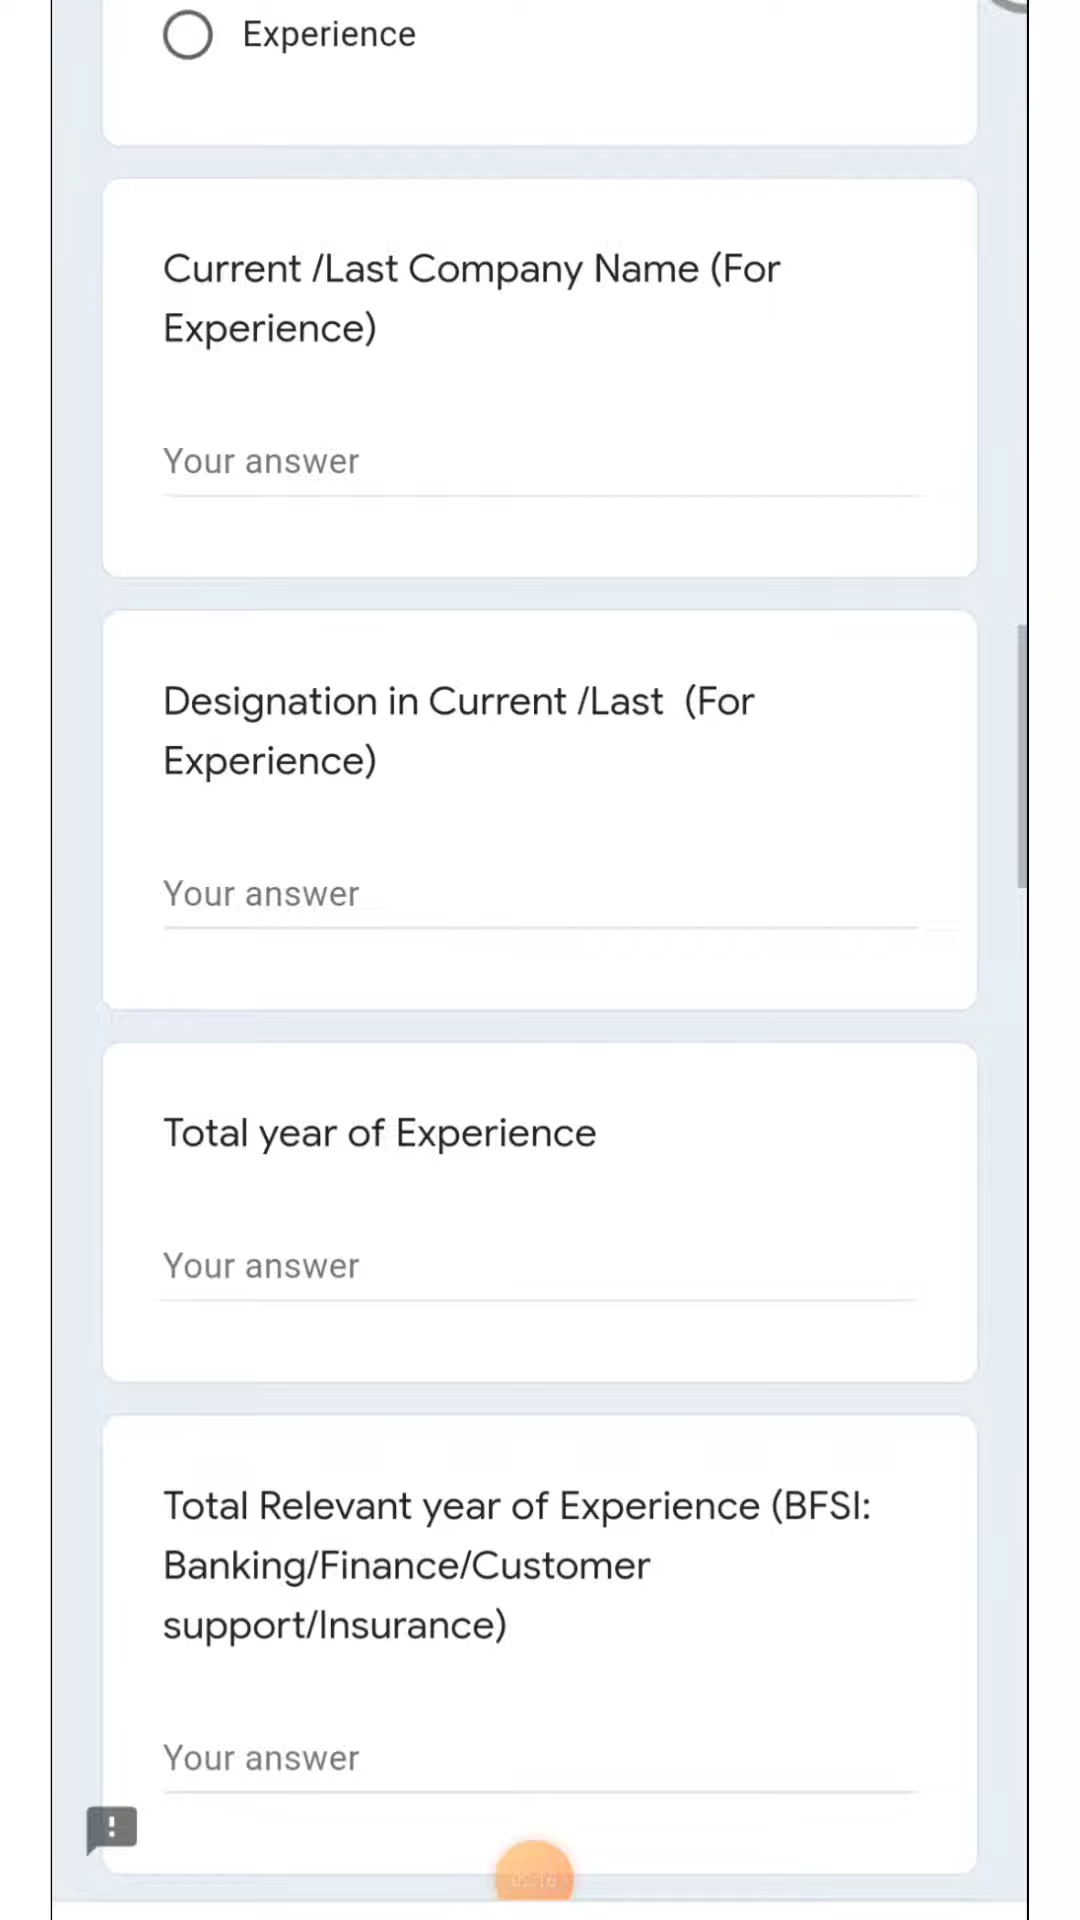 Experience
Current /Last Company Name (For
Experience)
Your answer
Designation in Current /Last  (For
Experience)
Your answer
Total year of Experience
Your answer
Total Relevant year of Experience (BFSI:
Banking/Finance/Customer
support/Insurance)
Your answer